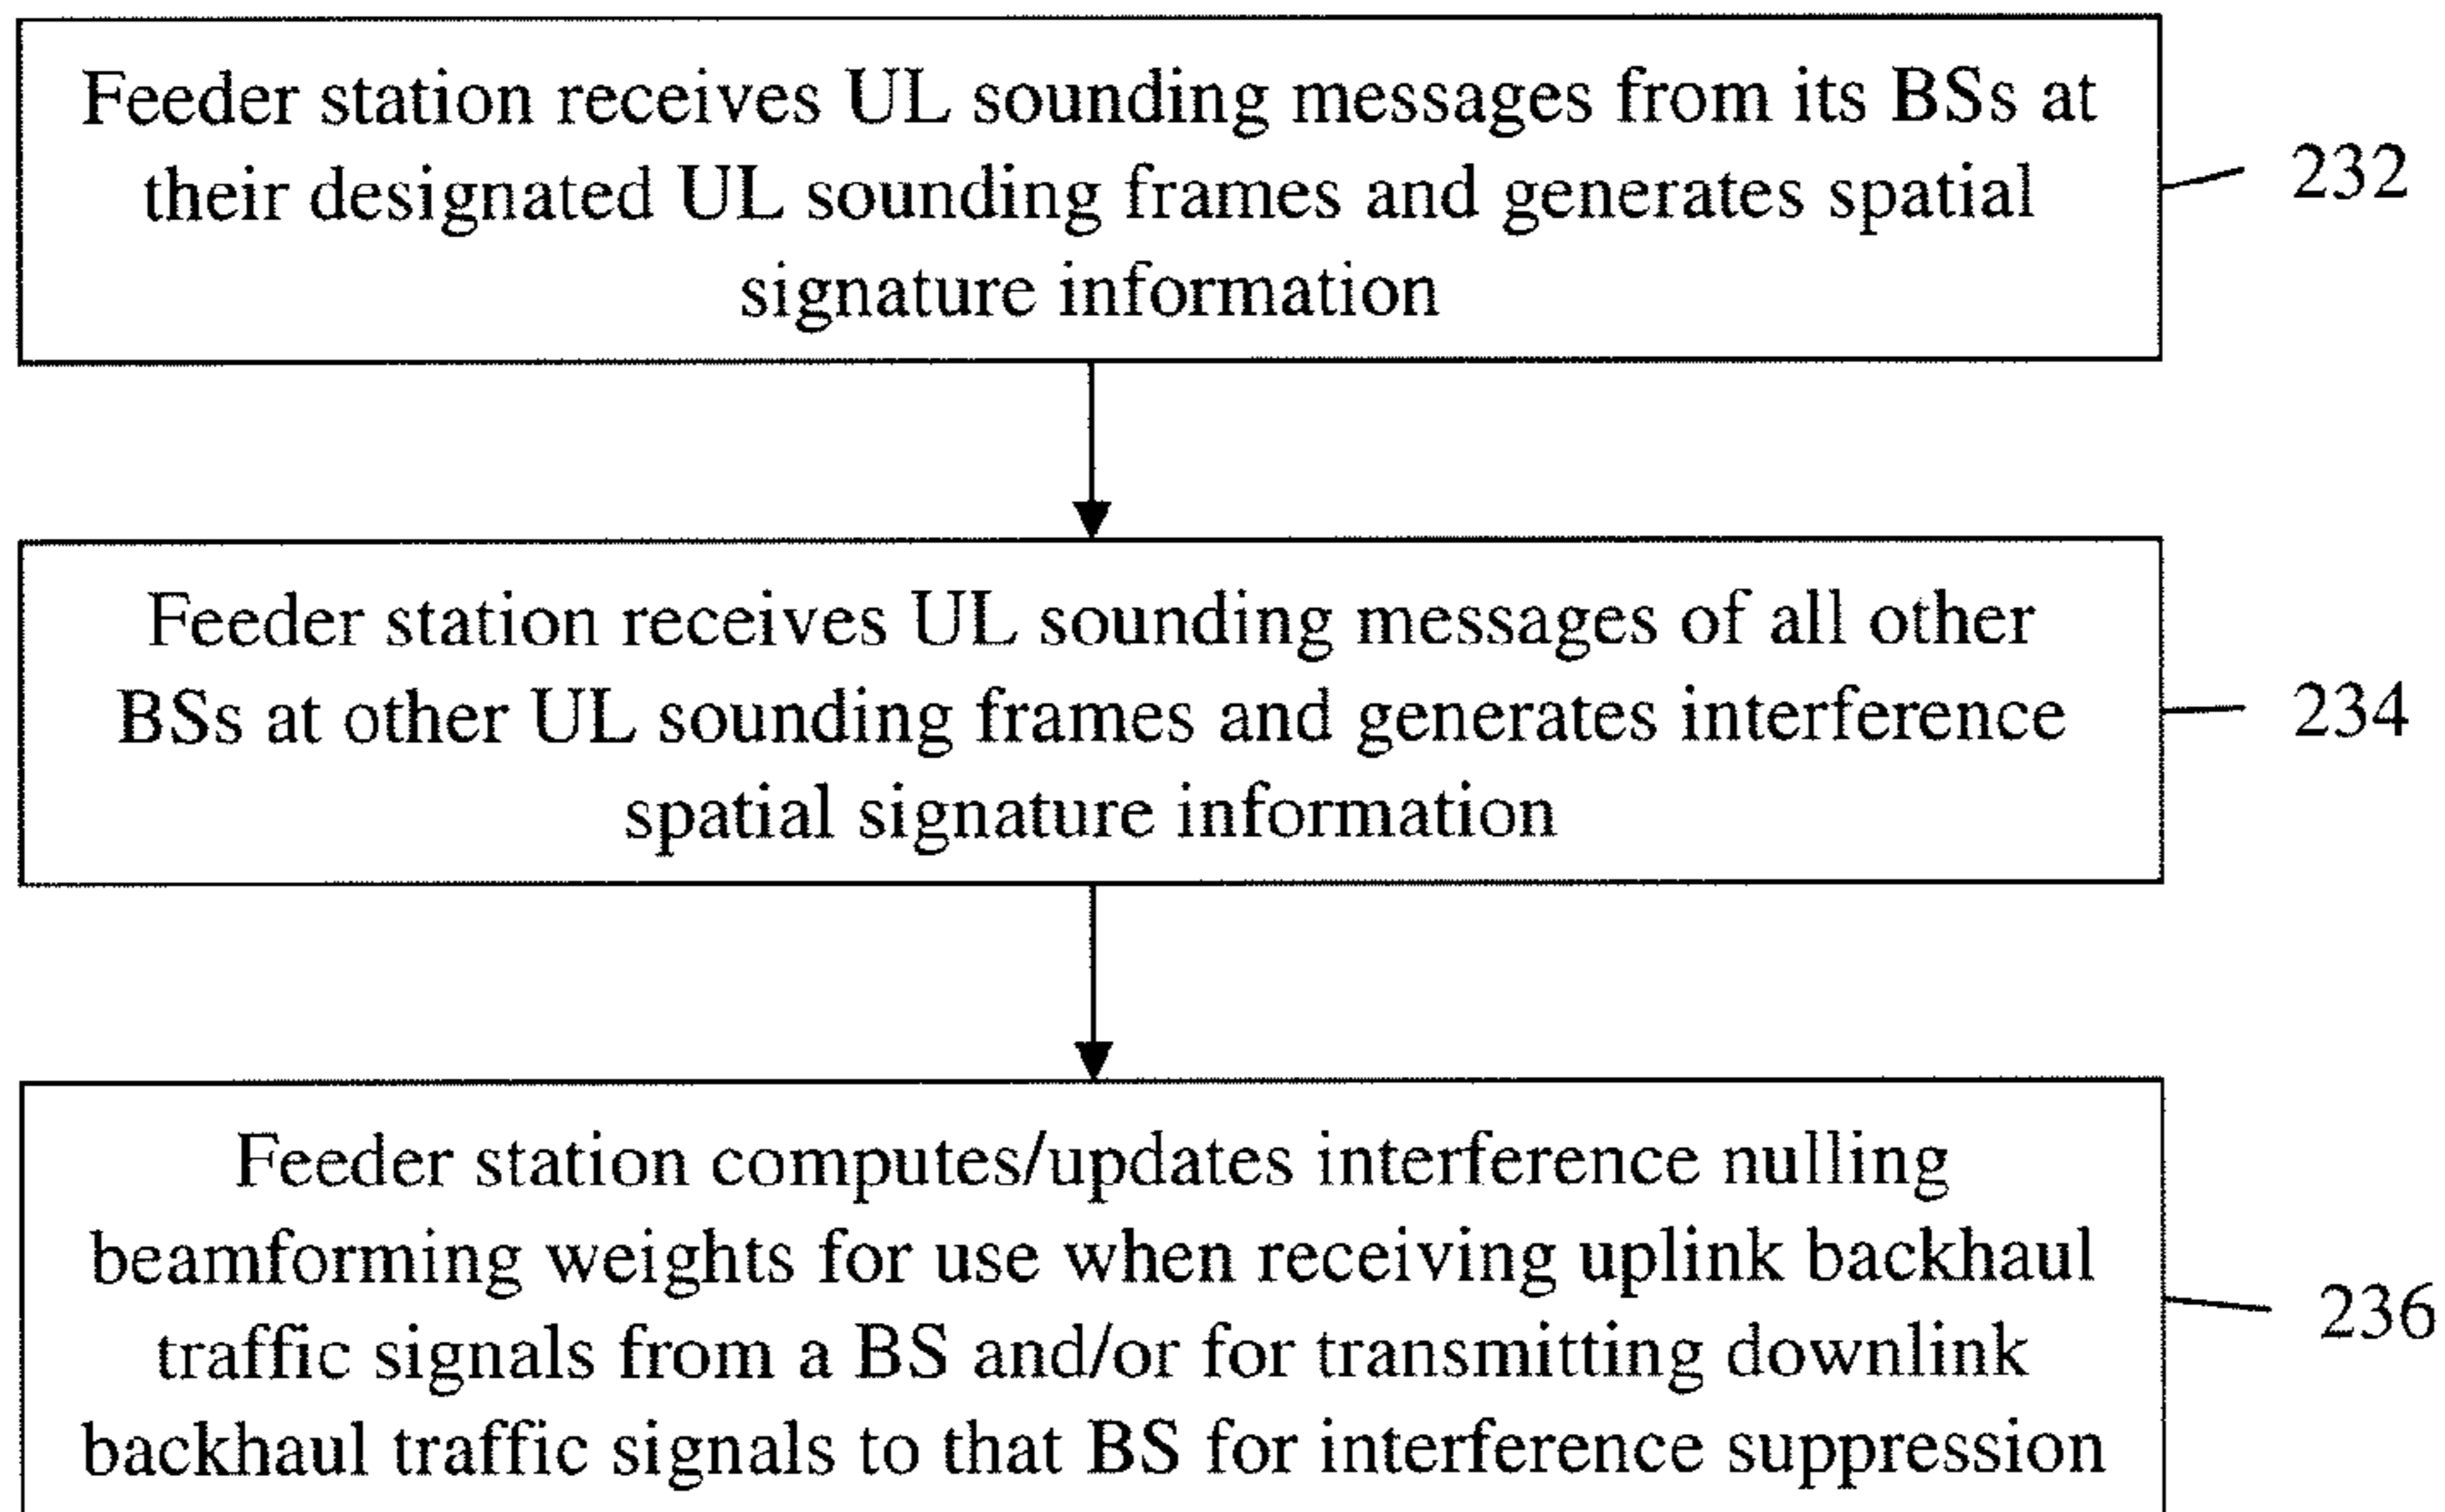 Feeder station receives UL sounding messages from its BSs at
their designated UL sounding frames and generates spatial
signature information
232
Feeder station receives UL sounding messages of all other
BSs at other UL sounding frames and generates interference
spatial signature information
234
Feeder station computes/updates interference nulling
beamforming weights for use when receiving uplink backhaul
traffic signals from a BS and/or for transmitting downlink
backhaul traffic signals to that BS for interference suppression
236